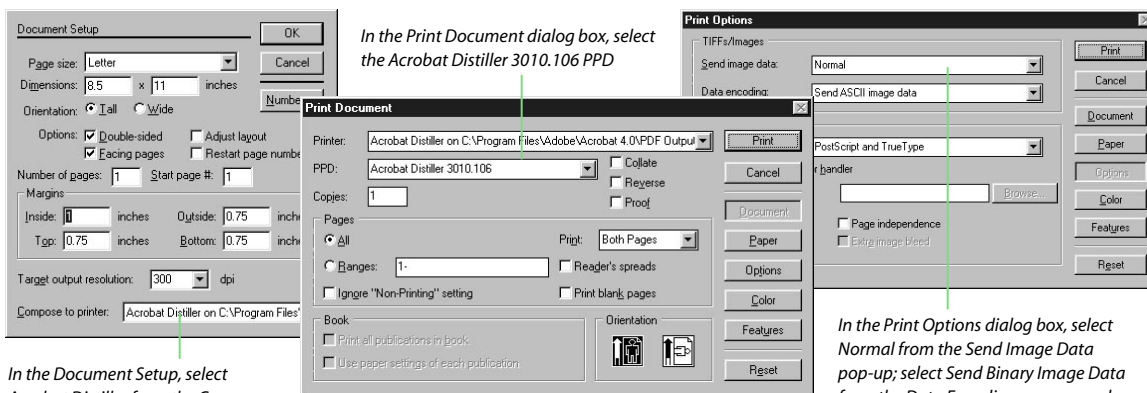 Document Setup
OK
Page size: Letter
Cancel
Dimensions: 8.5 x 11 inches
Orientation: Tall Wide
Options: Double-sided Adjust layout
Facing pages Restart page
Number of pages: 1 Start page #: 1
Margins
Inside: 1 inches Outside: 0.75
Top: 0.75 inches Bottom: 0.75
Target output resolution: 300 dpi
Compose to printer: Acrobat Distiller on C:\Program Files
In the Document Setup, select
In the Print Document dialog box, select
the Acrobat Distiller 3010.106 PPD
Print Document
Printer: Acrobat Distiller on C:\Program Files\Adobe\Acrobat 4.0\PDF Output
Print
PPD: Acrobat Distiller 3010.106
Collate
Cancel
Reverse
Copies: 1
Proof
Document
Pages
All
Print: Both Pages
Paper
Ranges: 1-
Reader's spreads
Options
Ignore "Non-Printing" setting
Print blank pages
Color
Book
Orientation
Print all publications in book
Features
Use paper settings of each publication
Reset
Print Options
TIFFs/Images
Print
Send image data: Normal
Cancel
Data encoding: Send ASCII image data
Document
PostScript and TrueType
Paper
handler
Options
Browse...
Color
Page independence
Features
Extra image bleed
Reset
In the Print Options dialog box, select
Normal from the Send Image Data
pop-up; select Send Binary Image Data